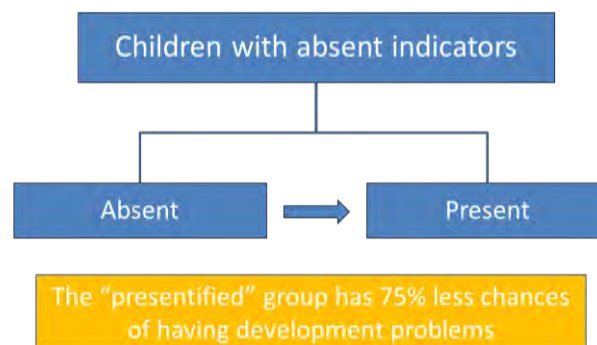 Children with absent indicators
Absent
Present
The “presentified” group has 75% less chances
of having development problems